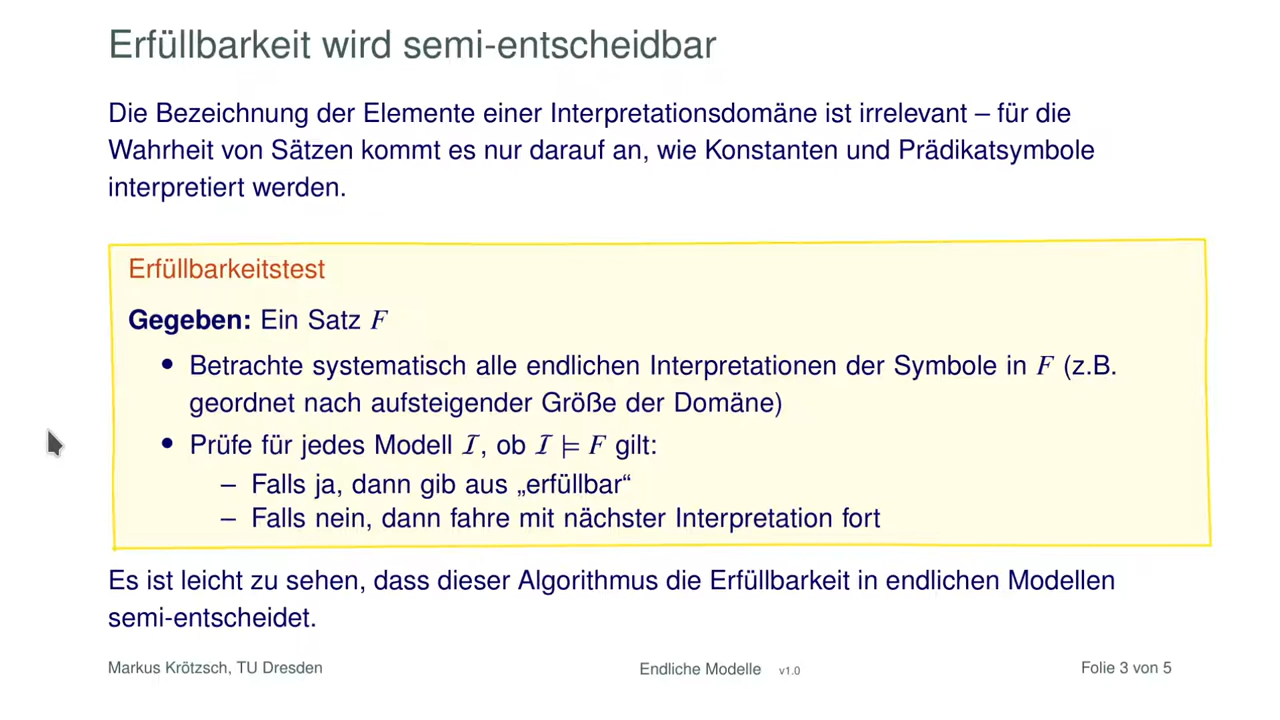 Erfüllbarkeit wird semi-entscheidbar
Die Bezeichnung der Elemente einer Interpretationsdomäne ist irrelevant – für die
Wahrheit von Sätzen kommt es nur darauf an, wie Konstanten und Prädikatsymbole
interpretiert werden.
Erfüllbarkeitstest
Gegeben: Ein Satz F
• Betrachte systematisch alle endlichen Interpretationen der Symbole in F (z.B.
geordnet nach aufsteigender Größe der Domäne)
• Prüfe für jedes Modell I, ob I ⊨ F gilt:
– Falls ja, dann gib aus „erfüllbar“
– Falls nein, dann fahre mit nächster Interpretation fort
Es ist leicht zu sehen, dass dieser Algorithmus die Erfüllbarkeit in endlichen Modellen
semi-entscheidet.
Markus Krötzsch, TU Dresden Endliche Modelle v1.0 Folie 3 von 5